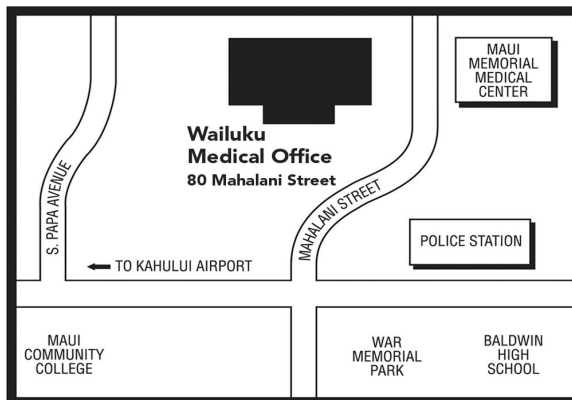 MAUI
MEMORIAL
MEDICAL
CENTER
Wailuku
Medical Office
80 Mahalani Street
S. PAPA AVENUE
MAHALANI STREET
POLICE STATION
TO KAHULUI AIRPORT
MAUI
COMMUNITY
COLLEGE
WAR
MEMORIAL
PARK
BALDWIN
HIGH
SCHOOL